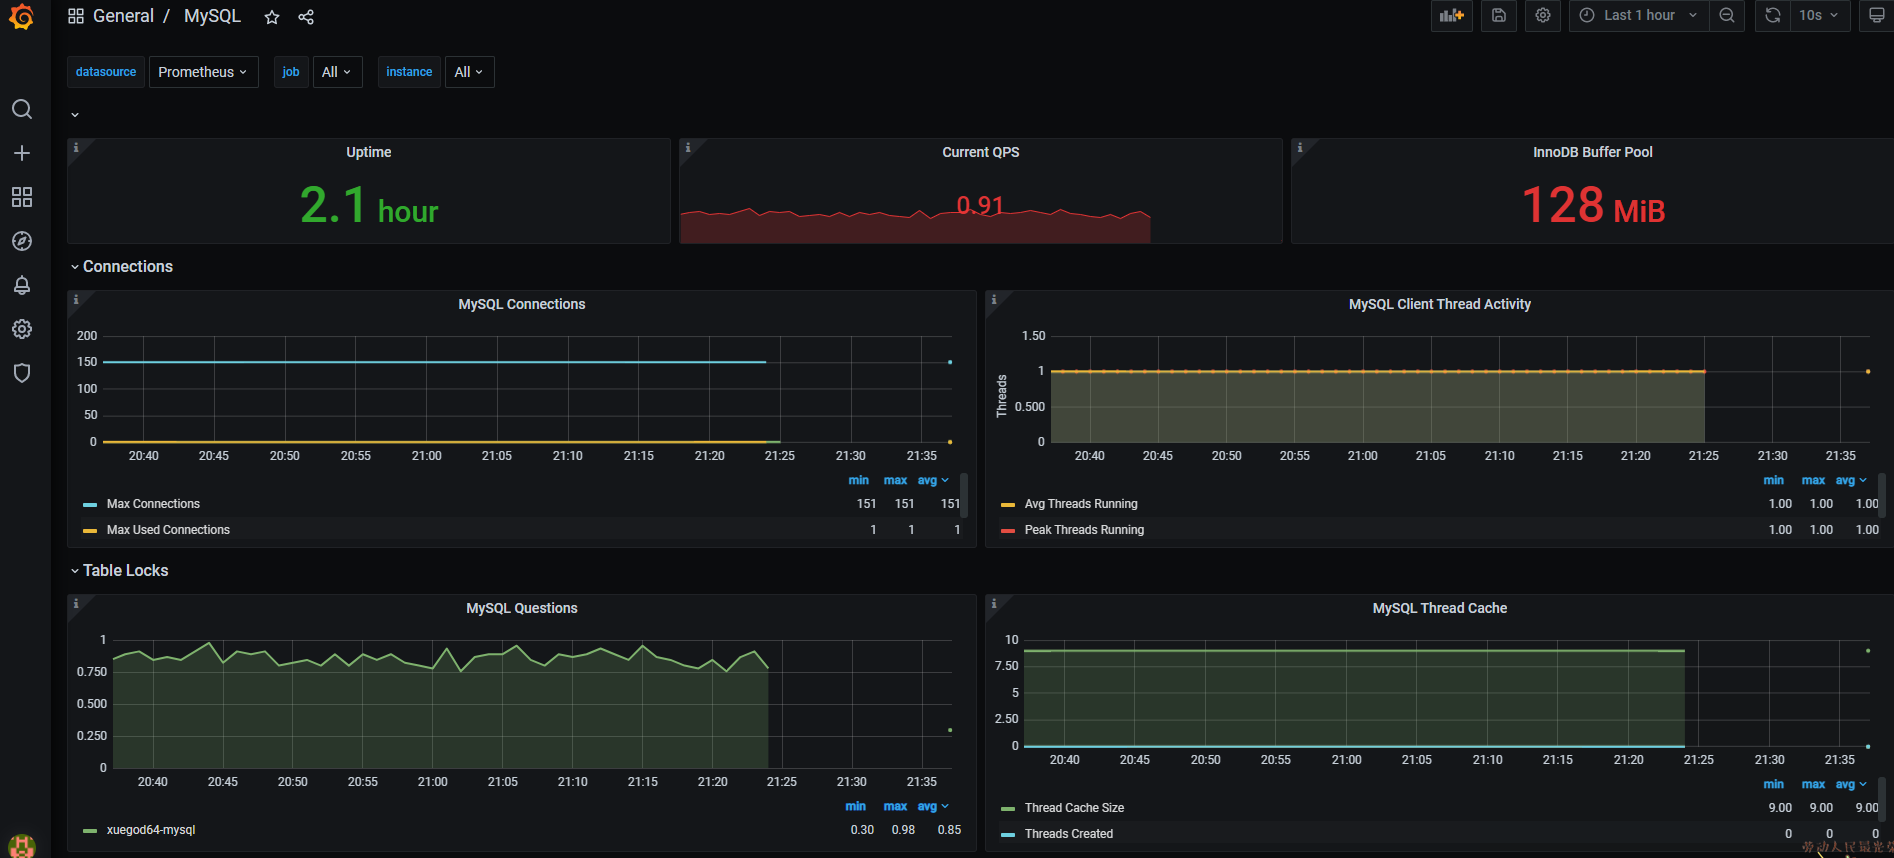 General / MySQL
Last 1 hour
10s
datasource Prometheus job All instance All
Uptime
2.1 hour
Current QPS
0.91
InnoDB Buffer Pool
128 MiB
Connections
MySQL Connections
200
150
100
50
0
20:40 20:45 20:50 20:55 21:00 21:05 21:10 21:15 21:20 21:25 21:30 21:35
min max avg
Max Connections 151 151 151
Max Used Connections 1 1 1
MySQL Client Thread Activity
Threads
1.50
1
0.500
0
20:40 20:45 20:50 20:55 21:00 21:05 21:10 21:15 21:20 21:25 21:30 21:35
min max avg
Avg Threads Running 1.00 1.00 1.00
Peak Threads Running 1.00 1.00 1.00
Table Locks
MySQL Questions
1
0.750
0.500
0.250
0
20:40 20:45 20:50 20:55 21:00 21:05 21:10 21:15 21:20 21:25 21:30 21:35
min max avg
xuegod64-mysql 0.30 0.98 0.85
MySQL Thread Cache
10
7.50
5
2.50
0
20:40 20:45 20:50 20:55 21:00 21:05 21:10 21:15 21:20 21:25 21:30 21:35
min max avg
Thread Cache Size 9.00 9.00 9.00
Threads Created 0 0 0
劳动人民最光